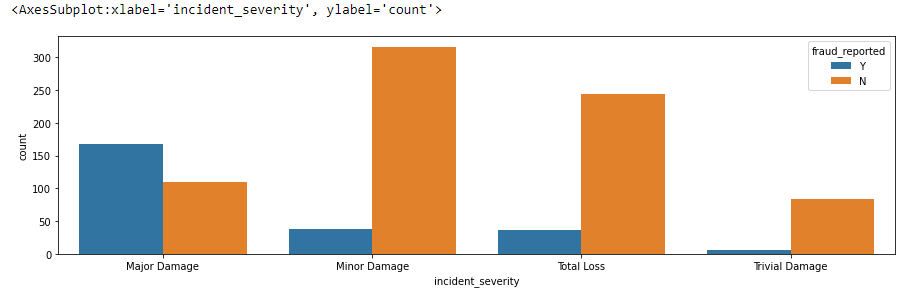 <AxesSubplot:xlabel='incident_severity', ylabel='count'>
fraud_reported
Y
N
300
250
200
150
100
50
0
count
Major Damage
Minor Damage
Total Loss
Trivial Damage
incident_severity